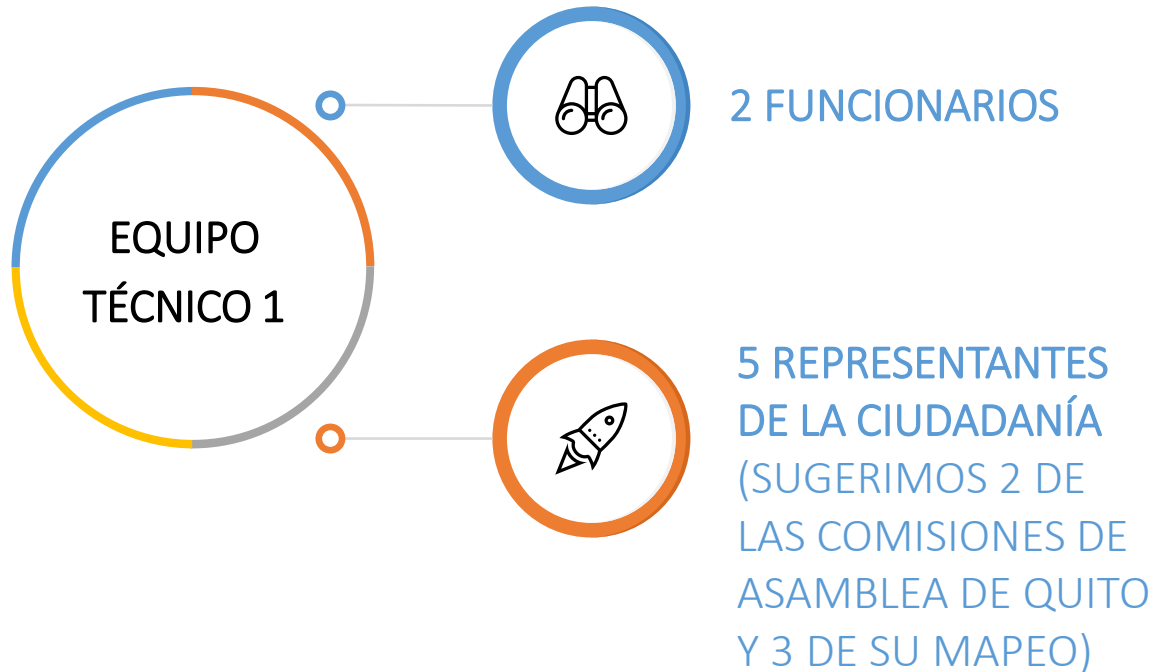 EQUIPO
TÉCNICO 1
2 FUNCIONARIOS
5 REPRESENTANTES
DE LA CIUDADANÍA
(SUGERIMOS 2 DE
LAS COMISIONES DE
ASAMBLEA DE QUITO
Y 3 DE SU MAPEO)